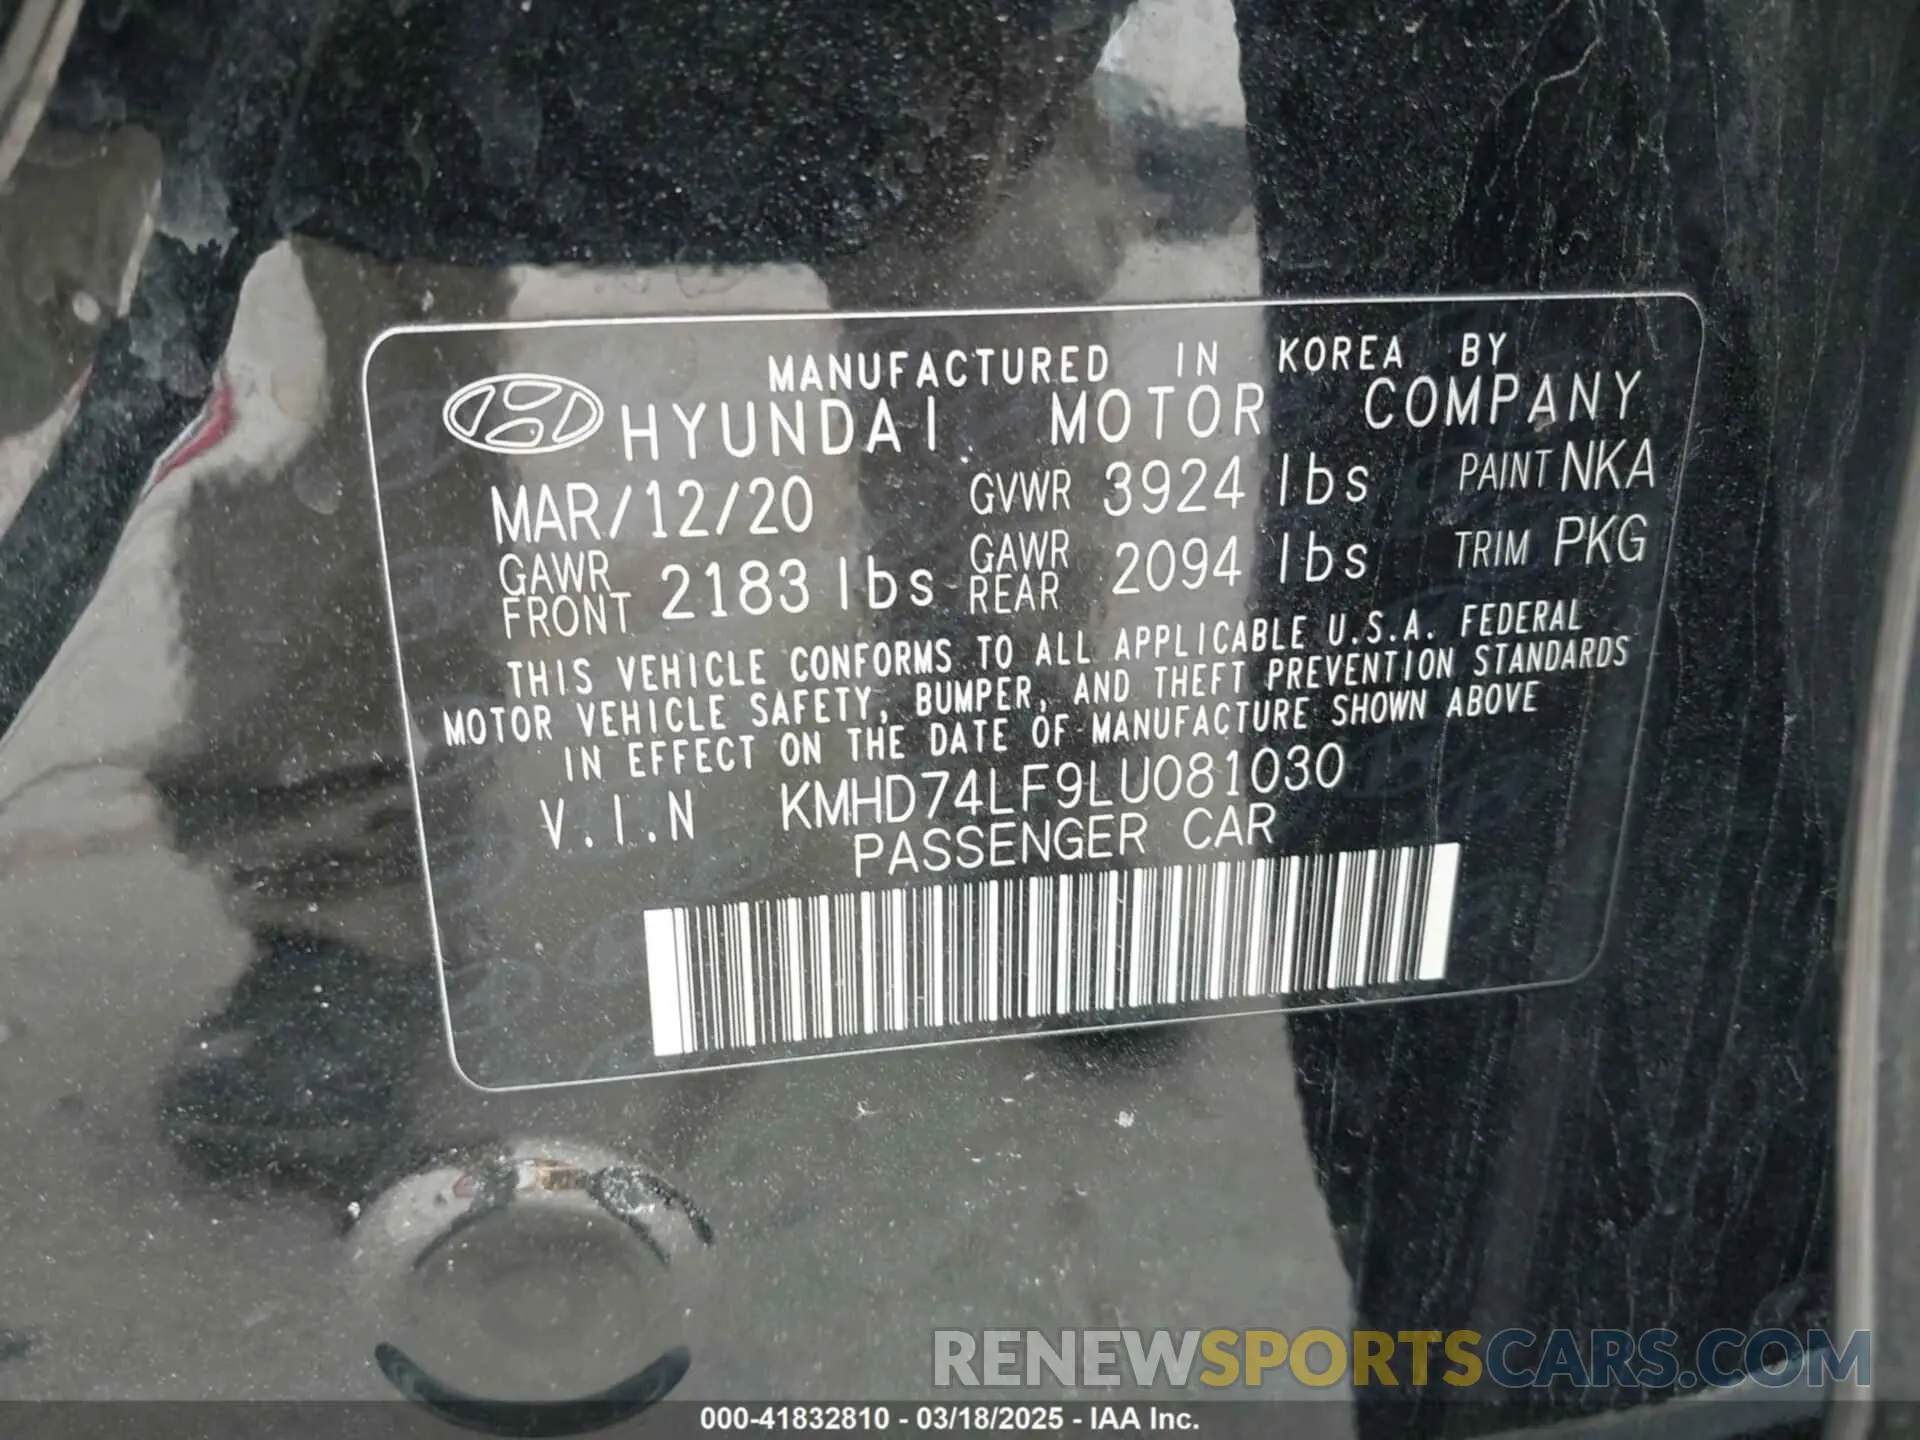 MANUFACTURED IN KOREA BY
HYUNDAI MOTOR COMPANY
MAR/12/20 GVWR 3924 lbs PAINT NKA
GAWR FRONT 2183 lbs GAWR REAR 2094 lbs TRIM PKG
THIS VEHICLE CONFORMS TO ALL APPLICABLE U.S.A. FEDERAL
MOTOR VEHICLE SAFETY, BUMPER, AND THEFT PREVENTION STANDARDS
IN EFFECT ON THE DATE OF MANUFACTURE SHOWN ABOVE
V.I.N KMHD74LF9LU081030
PASSENGER CAR
RENEWSPORTSCARS.COM
000-41832810 - 03/18/2025 - IAA Inc.